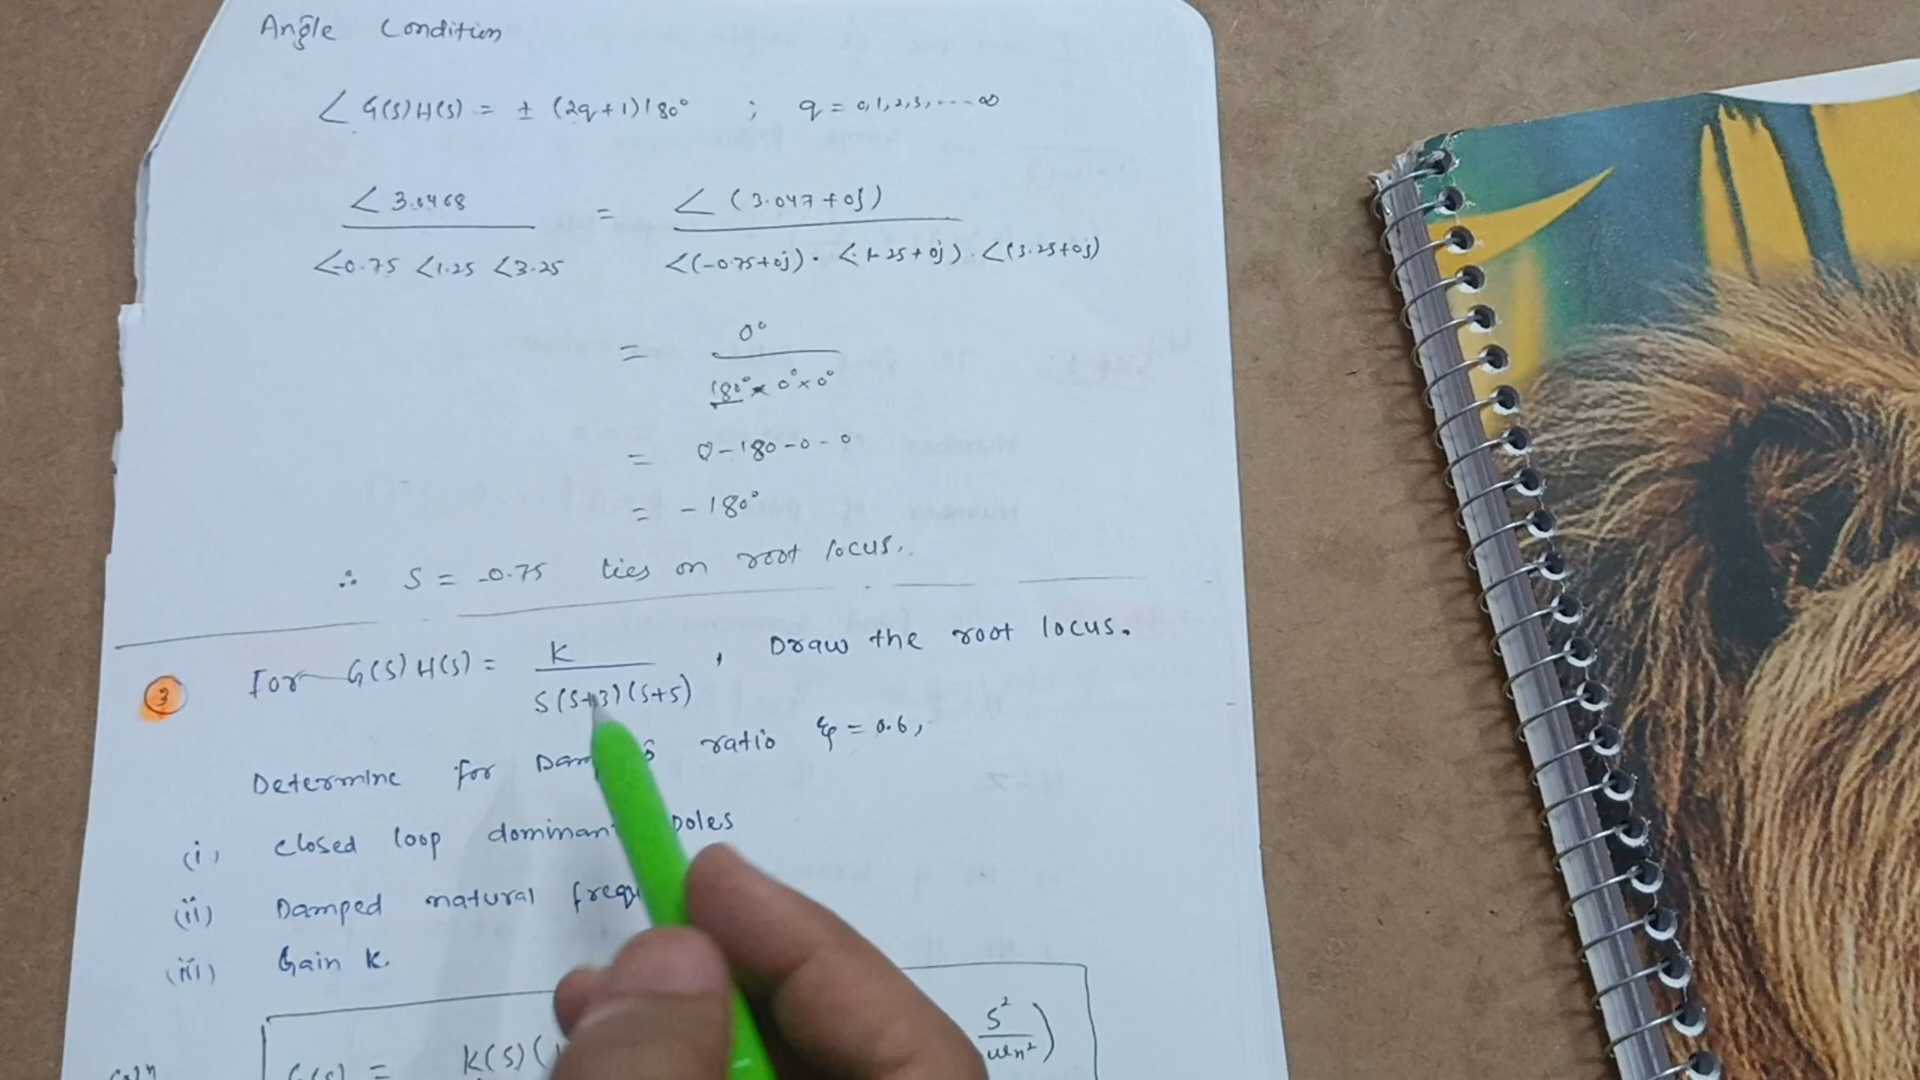 Angle Condition
∠ G(s)H(s) = ± (2q+1)180° ; q = 0,1,2,3,....∞
∠ 3.0468 / ∠-0.75 ∠1.25 ∠3.25 = ∠ (3.047 + 0j) / ∠(-0.75+0j) . ∠(1.25+0j) . ∠(3.25+0j)
= 0° / 180° × 0° × 0°
= 0-180-0-0
= -180°
∴ S = -0.75 lies on root locus.
3 For G(s)H(s) = K / S(S+3)(S+5) , Draw the root locus.
Determine for ratio ξ = 0.6,
(i) closed loop dominant poles
(ii) Damped natural
(iii) Gain K.
= K(s)( S² / ωn² )